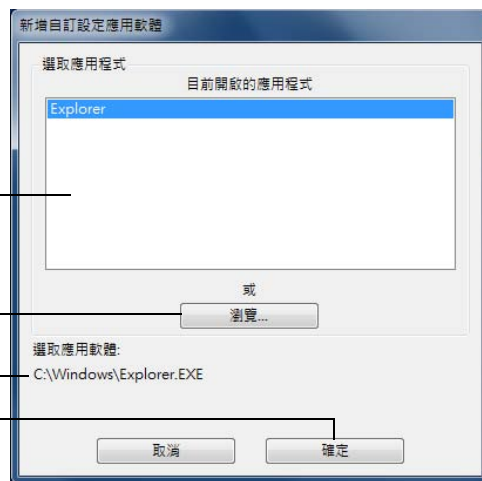 新增自訂設定應用軟體
選取應用程式
目前開啟的應用程式
Explorer
或
瀏覽...
選取應用軟體:
C:\Windows\Explorer.EXE
取消
確定